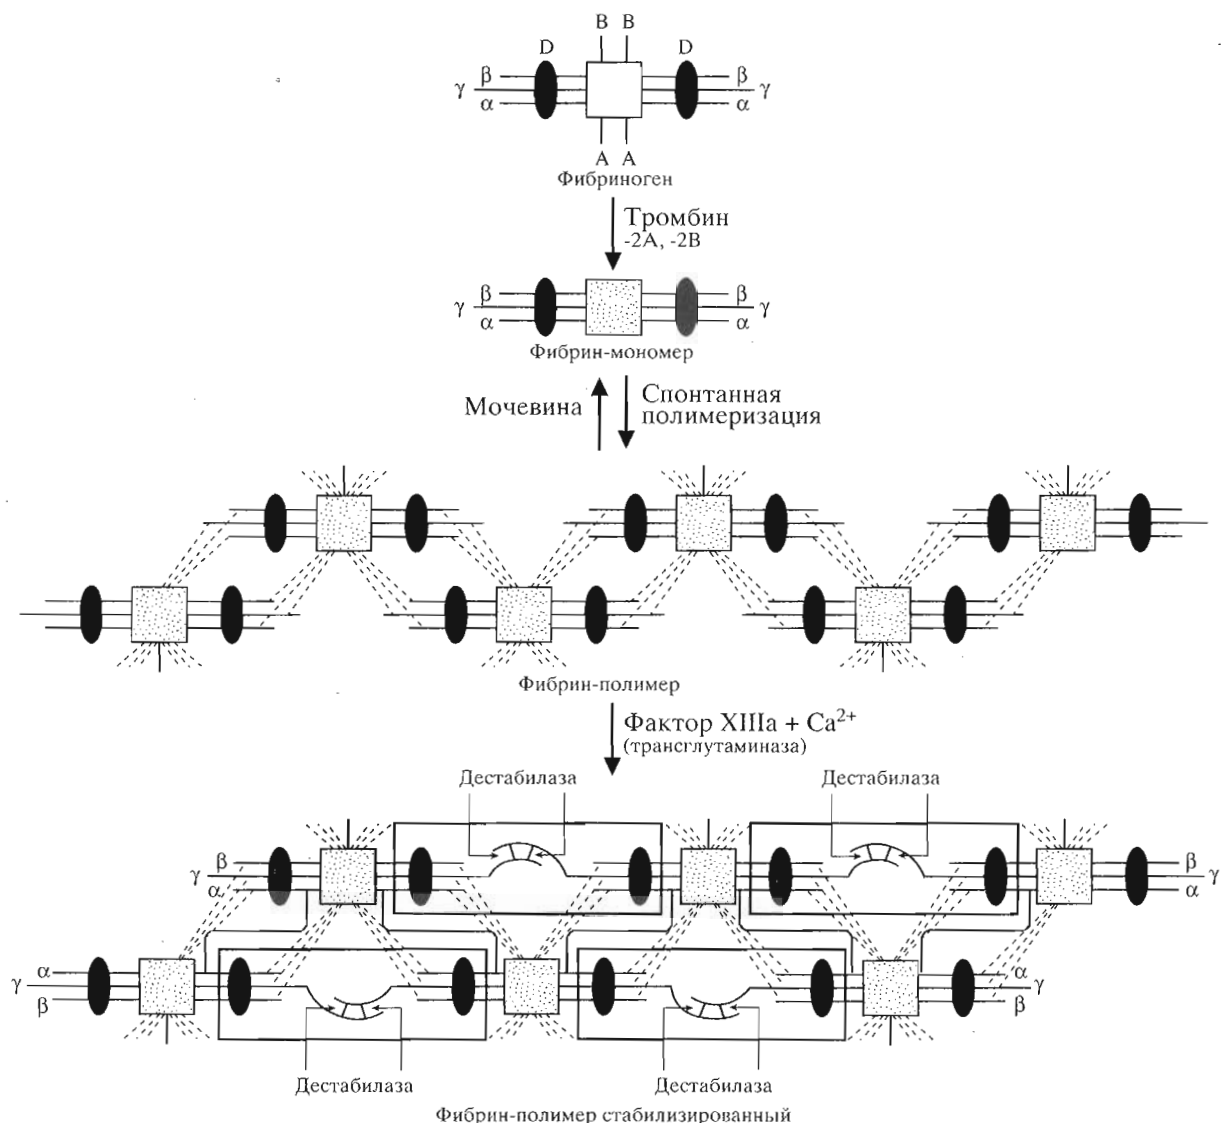 B B
D D
β β
γ γ
α α
A A
Фибриноген
Тромбин
-2A, -2B
β β
γ γ
α α
Фибрин-мономер
Мочевина
Спонтанная
полимеризация
Фибрин-полимер
Фактор XIIIa + Ca²⁺
(трансглутаминаза)
Дестабилаза Дестабилаза
β β
γ γ
α α
α α
γ γ
β β
Дестабилаза Дестабилаза
Фибрин-полимер стабилизированный